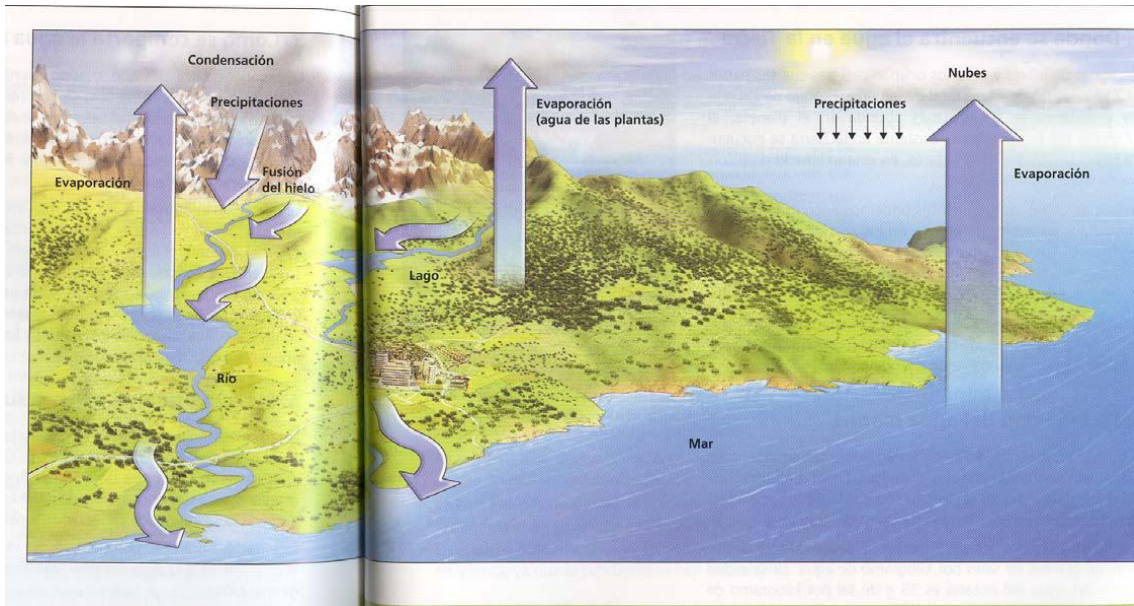 Condensación
Precipitaciones
Evaporación
Fusión
del hielo
Río
Evaporación
(agua de las plantas)
Lago
Precipitaciones
Nubes
Evaporación
Mar